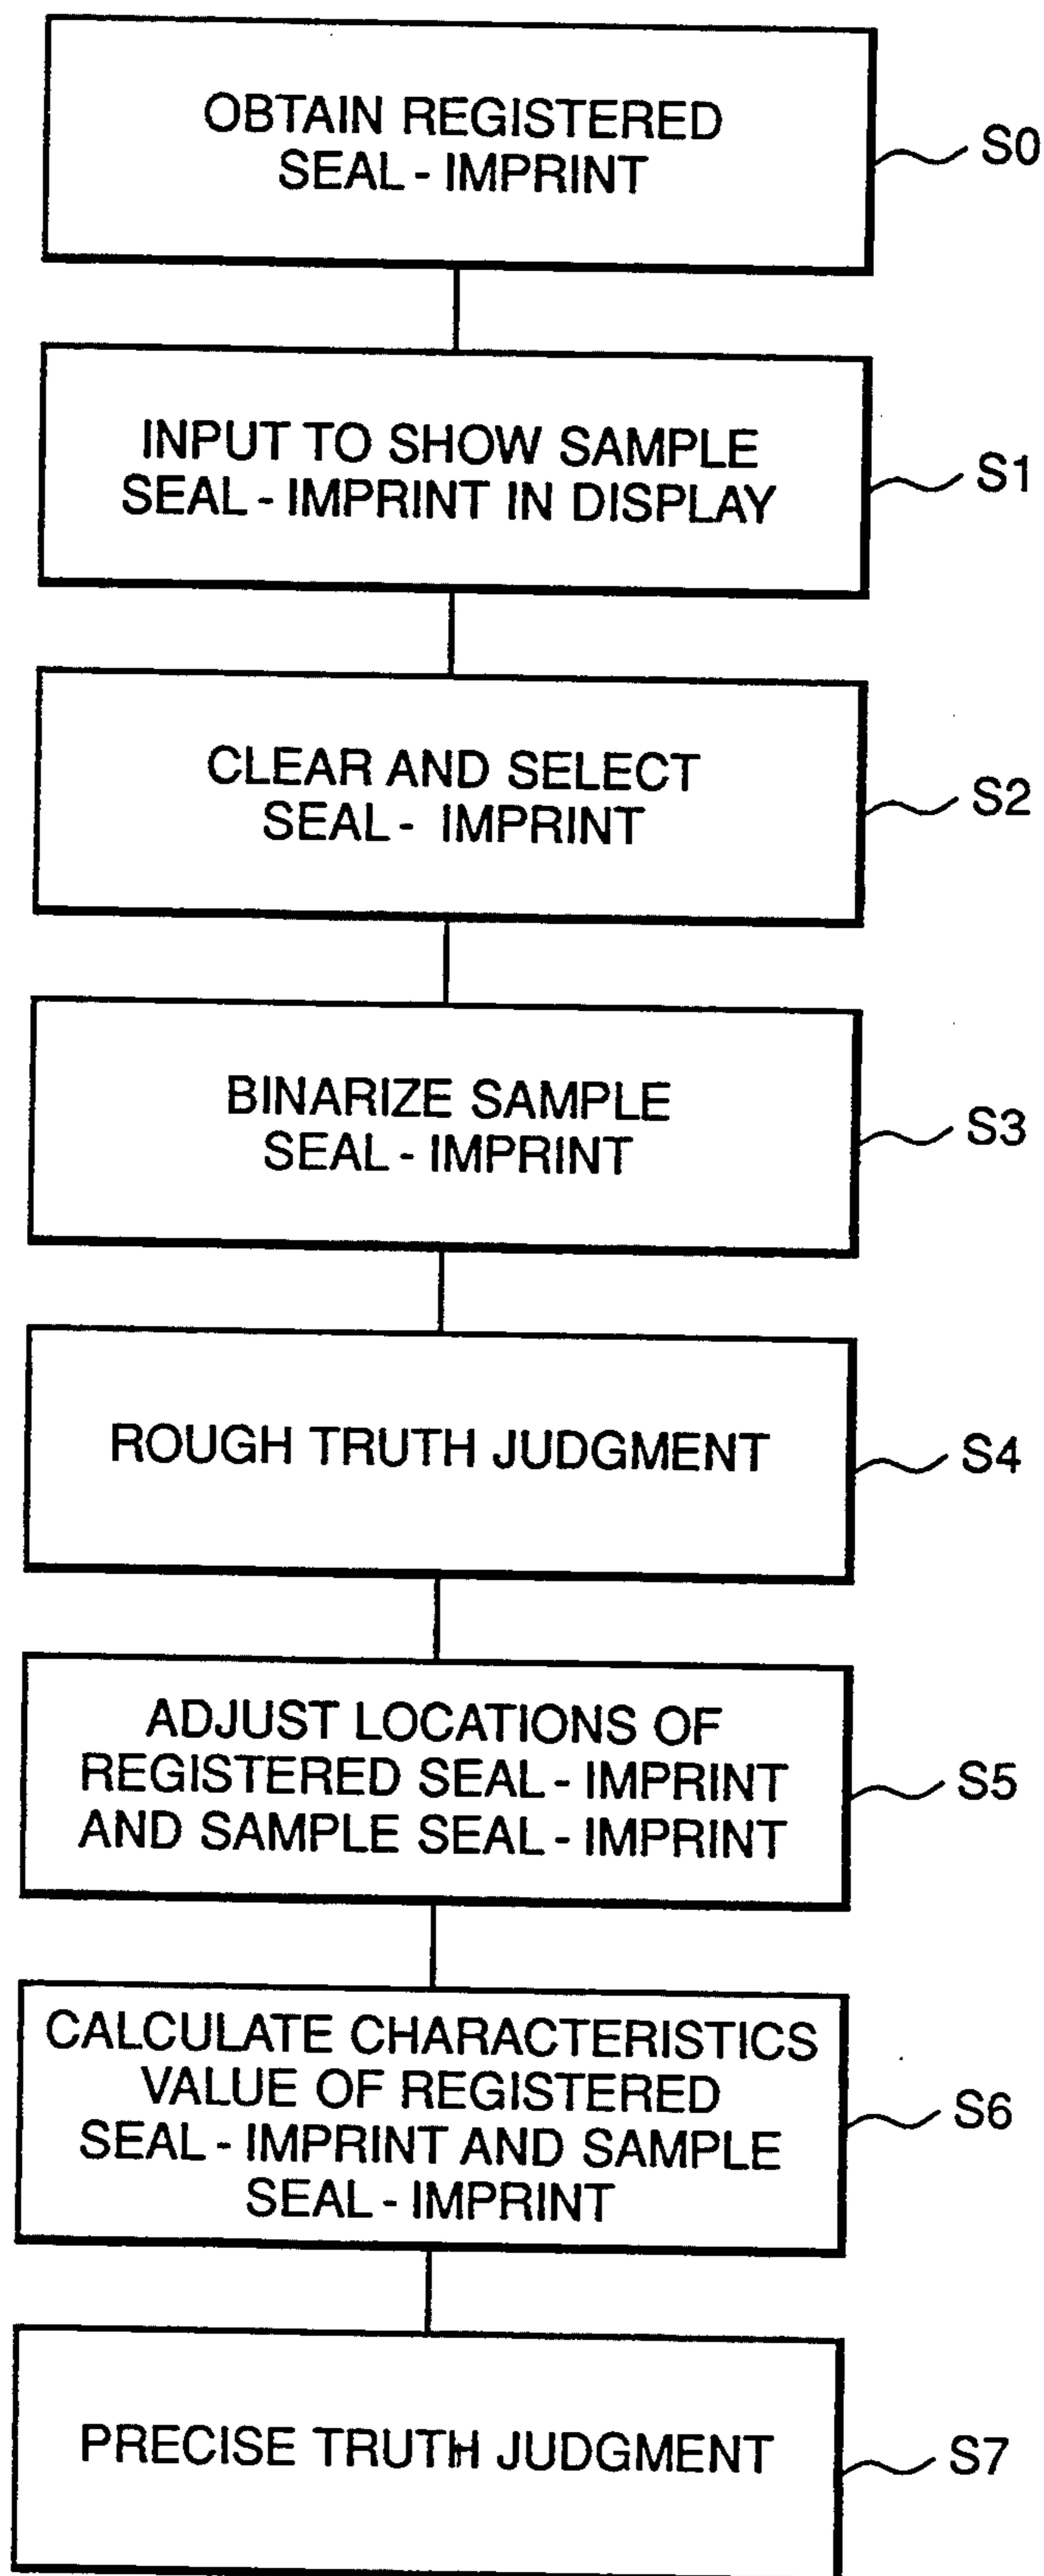 OBTAIN REGISTERED
SEAL - IMPRINT
S0
INPUT TO SHOW SAMPLE
SEAL - IMPRINT IN DISPLAY
S1
CLEAR AND SELECT
SEAL - IMPRINT
S2
BINARIZE SAMPLE
SEAL - IMPRINT
S3
ROUGH TRUTH JUDGMENT
S4
ADJUST LOCATIONS OF
REGISTERED SEAL - IMPRINT
AND SAMPLE SEAL - IMPRINT
S5
CALCULATE CHARACTERISTICS
VALUE OF REGISTERED
SEAL - IMPRINT AND SAMPLE
SEAL - IMPRINT
S6
PRECISE TRUTH JUDGMENT
S7